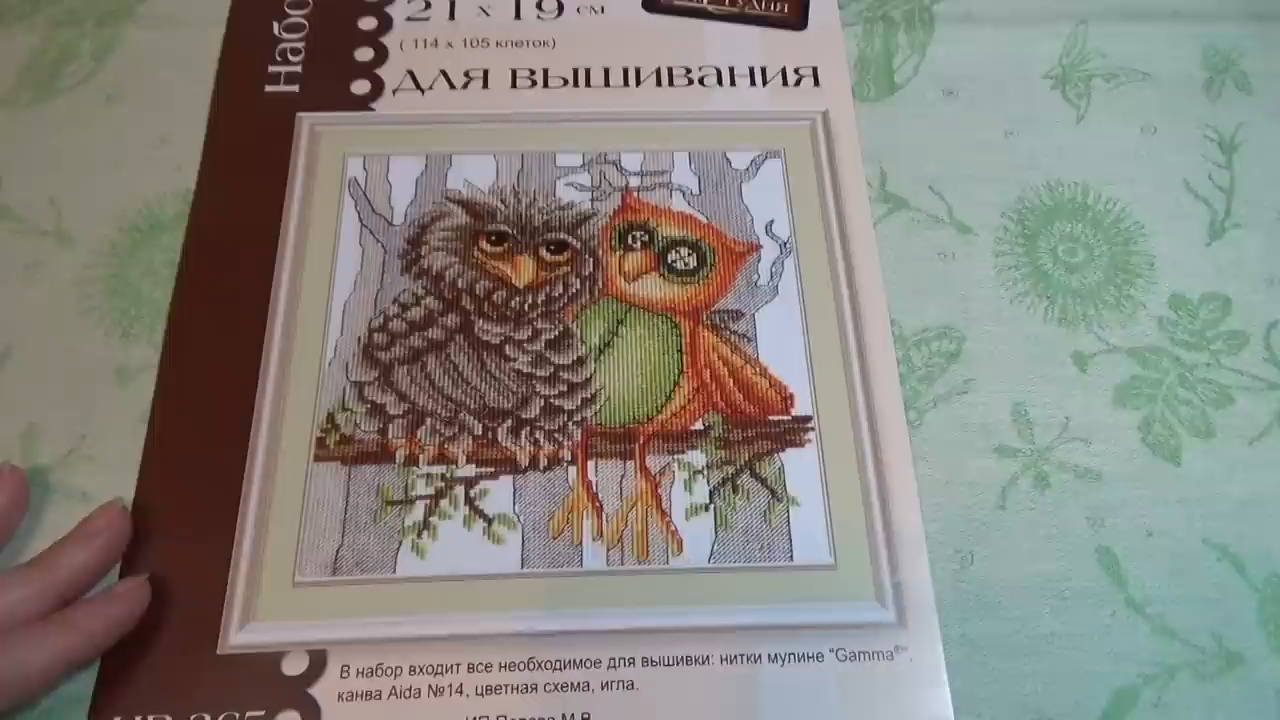 Набо
21 x 19 см
( 114 x 105 клеток)
для вышивания
В набор входит все необходимое для вышивки: нитки мулине "Gamma®",
канва Aida №14, цветная схема, игла.